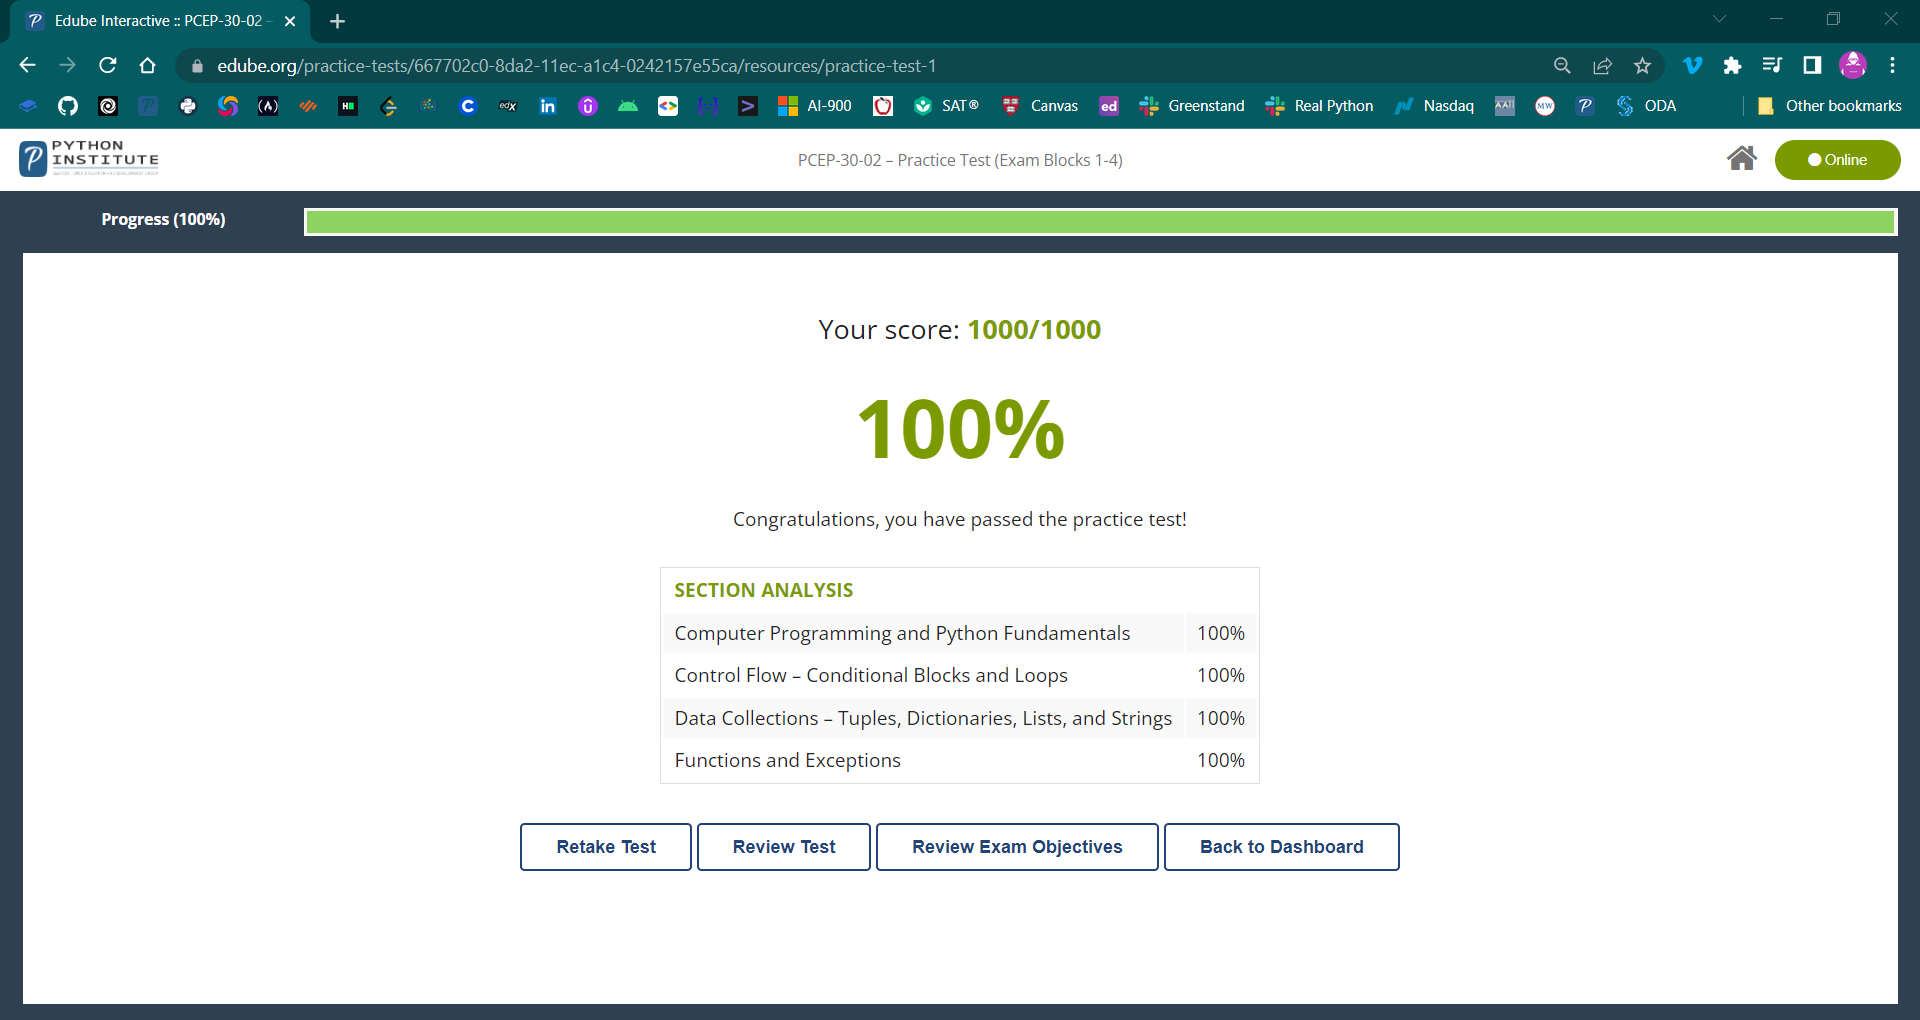 Edube Interactive :: PCEP-30-02 -
edube.org/practice-tests/667702c0-8da2-11ec-a1c4-0242157e55ca/resources/practice-test-1
AI-900 SAT® Canvas ed Greenstand Real Python Nasdaq MW ODA Other bookmarks
PYTHON
INSTITUTE
PCEP-30-02 – Practice Test (Exam Blocks 1-4)
Online
Progress (100%)
Your score: 1000/1000
100%
Congratulations, you have passed the practice test!
SECTION ANALYSIS
Computer Programming and Python Fundamentals 100%
Control Flow – Conditional Blocks and Loops 100%
Data Collections – Tuples, Dictionaries, Lists, and Strings 100%
Functions and Exceptions 100%
Retake Test Review Test Review Exam Objectives Back to Dashboard